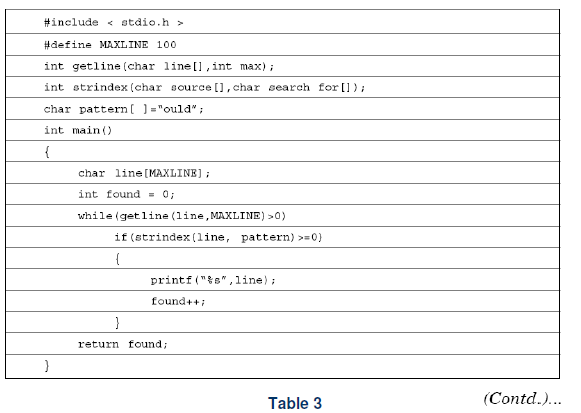 #include < stdio.h >
#define MAXLINE 100
int getline(char line[],int max);
int strindex(char source[],char search for[]);
char pattern[ ]=“ould”;
int main()
{
char line[MAXLINE];
int found = 0;
while(getline(line,MAXLINE)>0)
if(strindex(line, pattern)>=0)
{
printf(“%s”,line);
found++;
}
return found;
}
Table 3
(Contd.)...